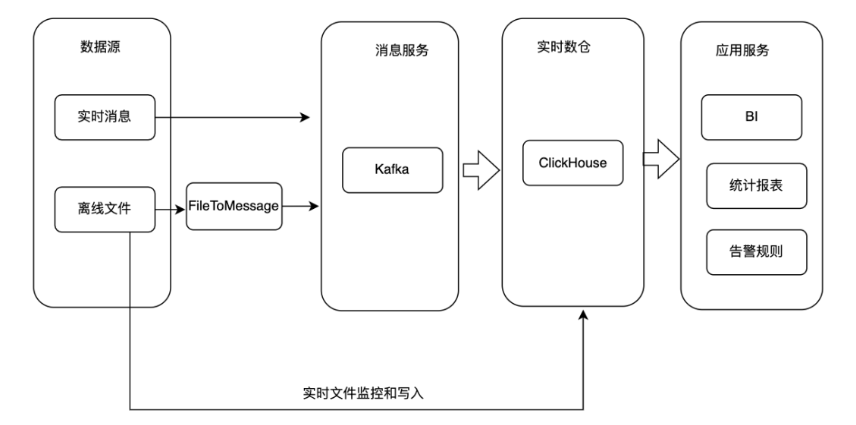 数据源
实时消息
离线文件
FileToMessage
消息服务
Kafka
实时数仓
ClickHouse
应用服务
BI
统计报表
告警规则
实时文件监控和写入